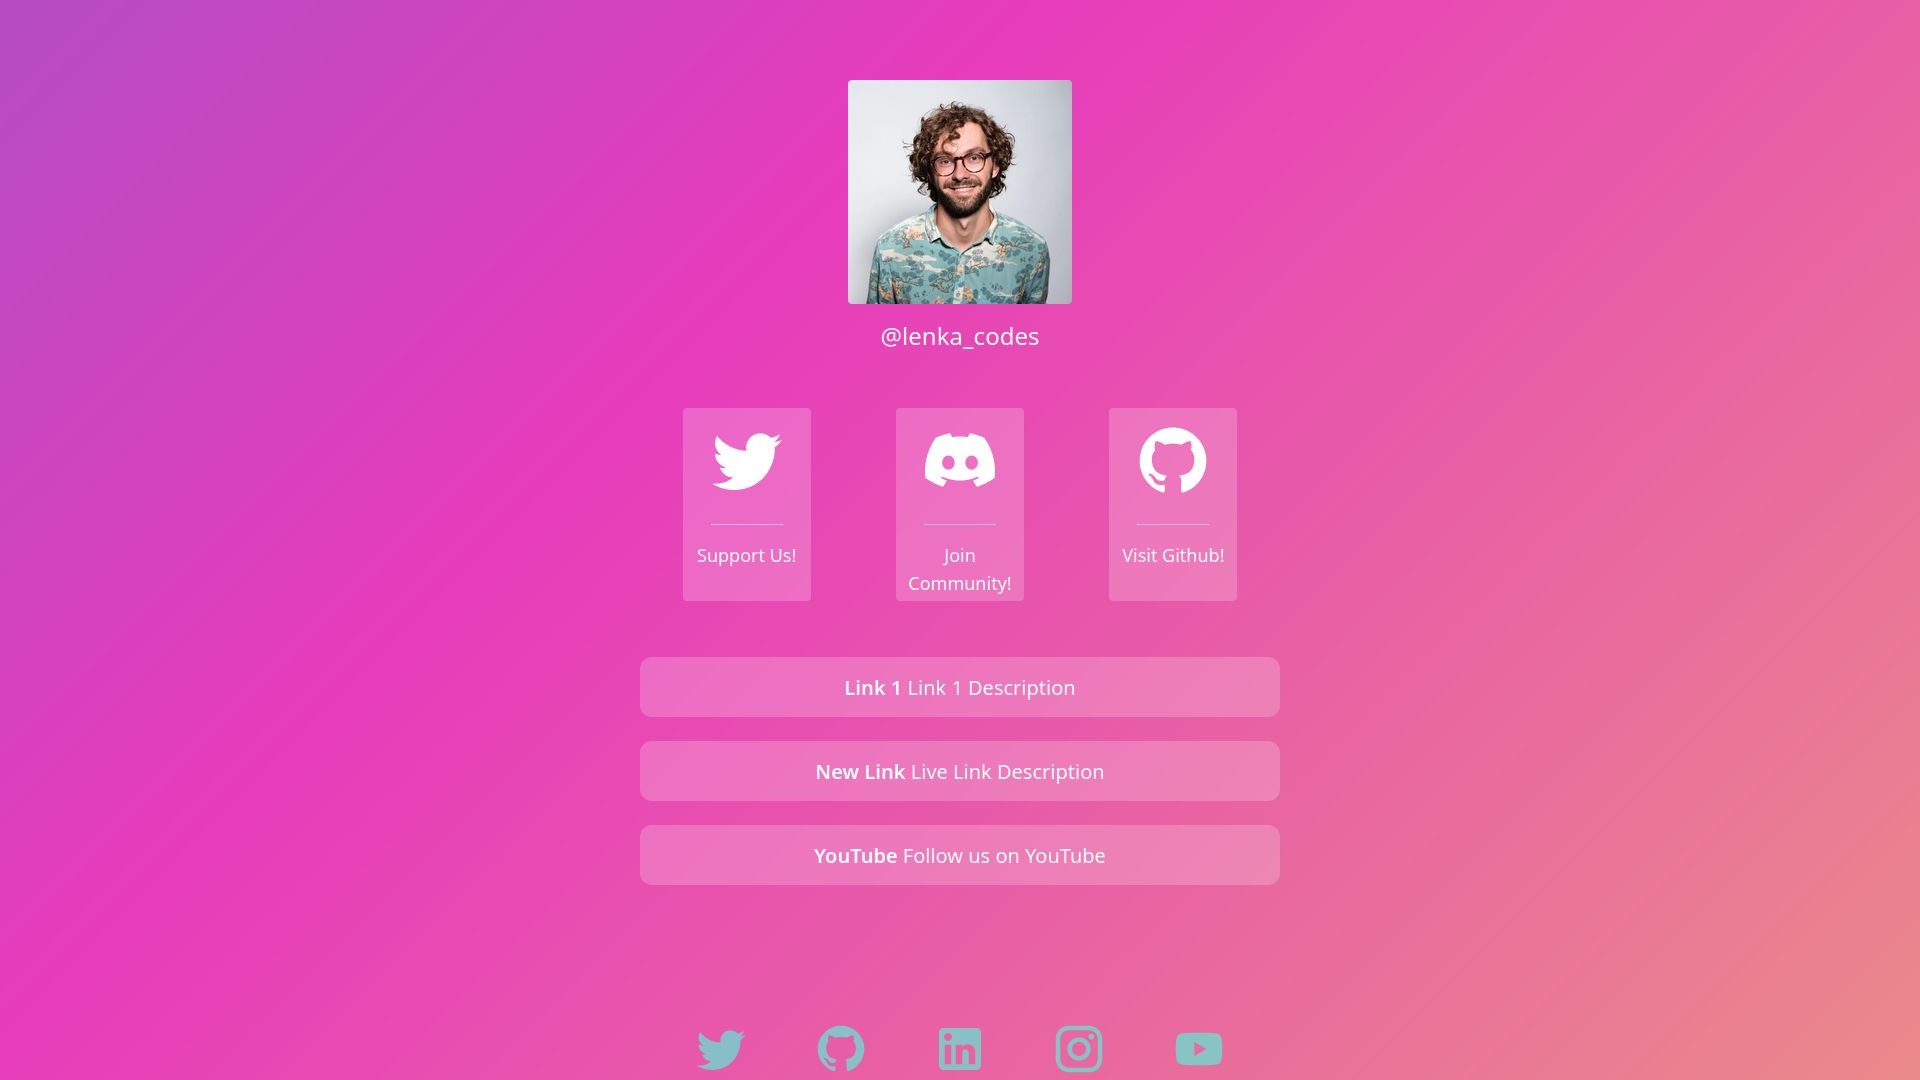 @lenka_codes
Support Us!
Join
Community!
Visit Github!
Link 1 Link 1 Description
New Link Live Link Description
YouTube Follow us on YouTube